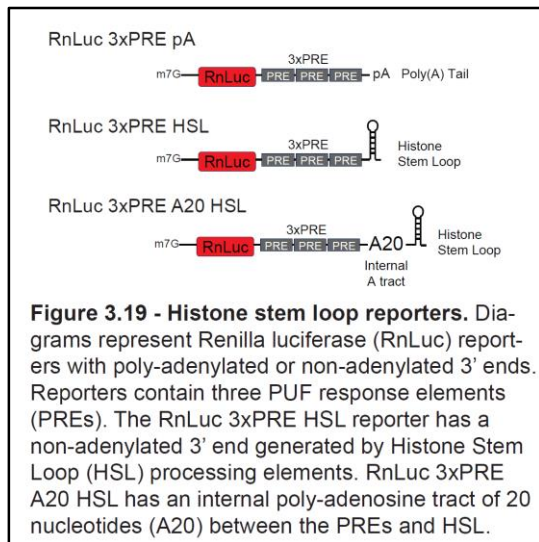 RnLuc 3xPRE pA
3xPRE
m7G RnLuc PRE PRE PRE pA Poly(A) Tail
RnLuc 3xPRE HSL
3xPRE
m7G RnLuc PRE PRE PRE
Histone
Stem Loop
RnLuc 3xPRE A20 HSL
3xPRE
m7G RnLuc PRE PRE PRE A20
Internal
A tract
Histone
Stem Loop
Figure 3.19 - Histone stem loop reporters. Dia-
grams represent Renilla luciferase (RnLuc) report-
ers with poly-adenylated or non-adenylated 3’ ends.
Reporters contain three PUF response elements
(PREs). The RnLuc 3xPRE HSL reporter has a
non-adenylated 3’ end generated by Histone Stem
Loop (HSL) processing elements. RnLuc 3xPRE
A20 HSL has an internal poly-adenosine tract of 20
nucleotides (A20) between the PREs and HSL.